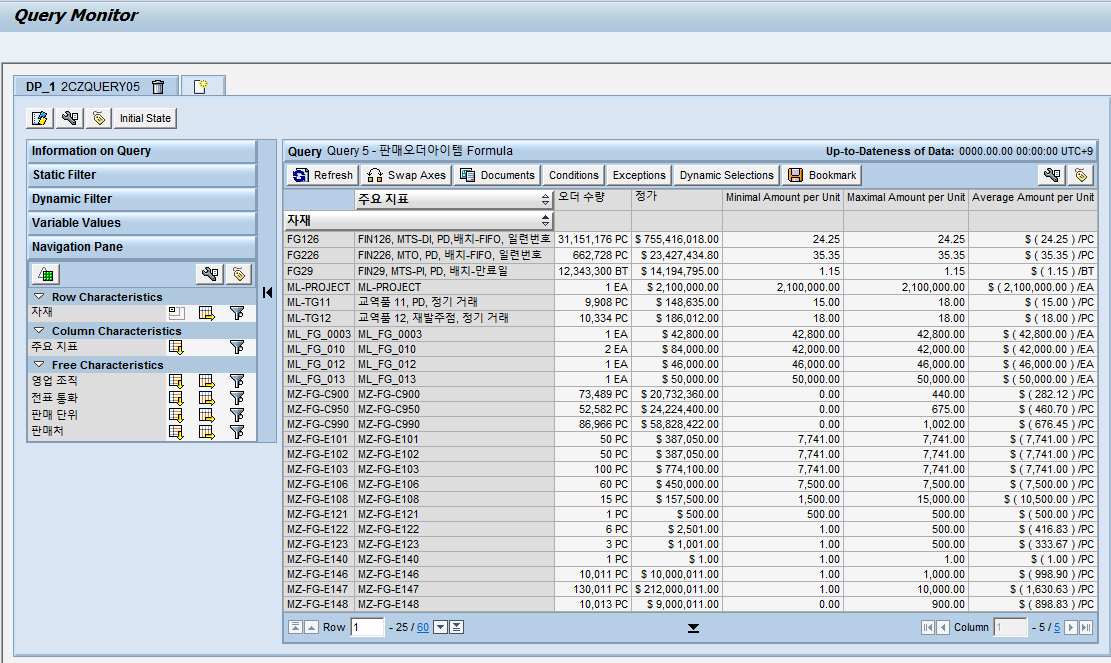 Query Monitor
DP_1 2CZQUERY05
Initial State
Information on Query
Static Filter
Dynamic Filter
Variable Values
Navigation Pane
Row Characteristics
자재
Column Characteristics
주요 지표
Free Characteristics
영업 조직
전표 통화
판매 단위
판매처
Query Query 5 - 판매오더아이템 Formula Up-to-Dateness of Data: 0000.00.00 00:00:00 UTC+9
Refresh Swap Axes Documents Conditions Exceptions Dynamic Selections Bookmark
주요 지표 오더 수량 정가 Minimal Amount per Unit Maximal Amount per Unit Average Amount per Unit
자재
FG126 FIN126, MTS-DI, PD,배치-FIFO, 일련번호 31,151,176 PC $ 755,416,018.00 24.25 24.25 $ ( 24.25 ) /PC
FG226 FIN226, MTO, PD, 배치-FIFO, 일련번호 662,728 PC $ 23,427,434.80 35.35 35.35 $ ( 35.35 ) /PC
FG29 FIN29, MTS-PI, PD, 배치-만료일 12,343,300 BT $ 14,194,795.00 1.15 1.15 $ ( 1.15 ) /BT
ML-PROJECT ML-PROJECT 1 EA $ 2,100,000.00 2,100,000.00 2,100,000.00 $ ( 2,100,000.00 ) /EA
ML-TG11 교역품 11, PD, 정기 거래 9,908 PC $ 148,635.00 15.00 18.00 $ ( 15.00 ) /PC
ML-TG12 교역품 12, 재발주점, 정기 거래 10,334 PC $ 186,012.00 18.00 18.00 $ ( 18.00 ) /PC
ML_FG_0003 ML_FG_0003 1 EA $ 42,800.00 42,800.00 42,800.00 $ ( 42,800.00 ) /EA
ML_FG_010 ML_FG_010 2 EA $ 84,000.00 42,000.00 42,000.00 $ ( 42,000.00 ) /EA
ML_FG_012 ML_FG_012 1 EA $ 46,000.00 46,000.00 46,000.00 $ ( 46,000.00 ) /EA
ML_FG_013 ML_FG_013 1 EA $ 50,000.00 50,000.00 50,000.00 $ ( 50,000.00 ) /EA
MZ-FG-C900 MZ-FG-C900 73,489 PC $ 20,732,360.00 0.00 440.00 $ ( 282.12 ) /PC
MZ-FG-C950 MZ-FG-C950 52,582 PC $ 24,224,400.00 0.00 675.00 $ ( 460.70 ) /PC
MZ-FG-C990 MZ-FG-C990 86,966 PC $ 58,828,422.00 0.00 1,002.00 $ ( 676.45 ) /PC
MZ-FG-E101 MZ-FG-E101 50 PC $ 387,050.00 7,741.00 7,741.00 $ ( 7,741.00 ) /PC
MZ-FG-E102 MZ-FG-E102 50 PC $ 387,050.00 7,741.00 7,741.00 $ ( 7,741.00 ) /PC
MZ-FG-E103 MZ-FG-E103 100 PC $ 774,100.00 7,741.00 7,741.00 $ ( 7,741.00 ) /PC
MZ-FG-E106 MZ-FG-E106 60 PC $ 450,000.00 7,500.00 7,500.00 $ ( 7,500.00 ) /PC
MZ-FG-E108 MZ-FG-E108 15 PC $ 157,500.00 1,500.00 15,000.00 $ ( 10,500.00 ) /PC
MZ-FG-E121 MZ-FG-E121 1 PC $ 500.00 500.00 500.00 $ ( 500.00 ) /PC
MZ-FG-E122 MZ-FG-E122 6 PC $ 2,501.00 1.00 500.00 $ ( 416.83 ) /PC
MZ-FG-E123 MZ-FG-E123 3 PC $ 1,001.00 1.00 500.00 $ ( 333.67 ) /PC
MZ-FG-E140 MZ-FG-E140 1 PC $ 1.00 1.00 1.00 $ ( 1.00 ) /PC
MZ-FG-E146 MZ-FG-E146 10,011 PC $ 10,000,011.00 1.00 1,000.00 $ ( 998.90 ) /PC
MZ-FG-E147 MZ-FG-E147 130,011 PC $ 212,000,011.00 1.00 10,000.00 $ ( 1,630.63 ) /PC
MZ-FG-E148 MZ-FG-E148 10,013 PC $ 9,000,011.00 0.00 900.00 $ ( 898.83 ) /PC
Row 1 - 25 / 60 Column 1 - 5 / 5